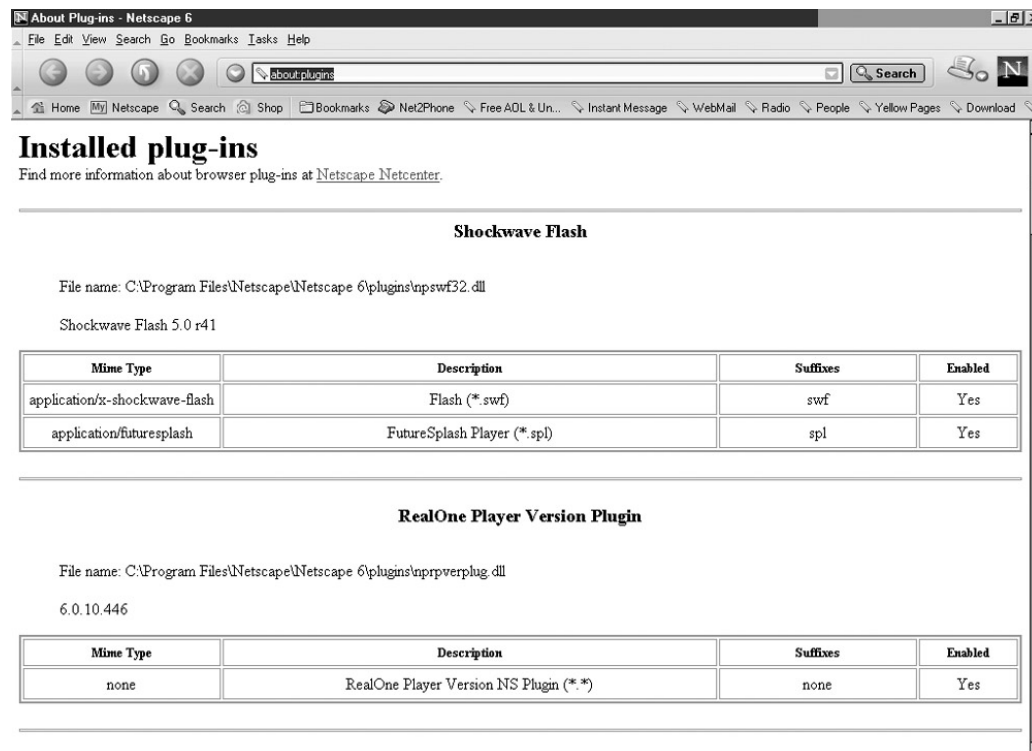 N About Plug-ins - Netscape 6
File Edit View Search Go Bookmarks Tasks Help
about:plugins Search N
Home My Netscape Search Shop Bookmarks Net2Phone Free AOL & Un... Instant Message WebMail Radio People Yellow Pages Download
Installed plug-ins
Find more information about browser plug-ins at Netscape Netcenter.
Shockwave Flash
File name: C:\Program Files\Netscape\Netscape 6\plugins\npswf32.dll
Shockwave Flash 5.0 r41
Mime Type Description Suffixes Enabled
application/x-shockwave-flash Flash (*.swf) swf Yes
application/futuresplash FutureSplash Player (*.spl) spl Yes
RealOne Player Version Plugin
File name: C:\Program Files\Netscape\Netscape 6\plugins\nprpverplug.dll
6.0.10.446
Mime Type Description Suffixes Enabled
none RealOne Player Version NS Plugin (*.*) none Yes